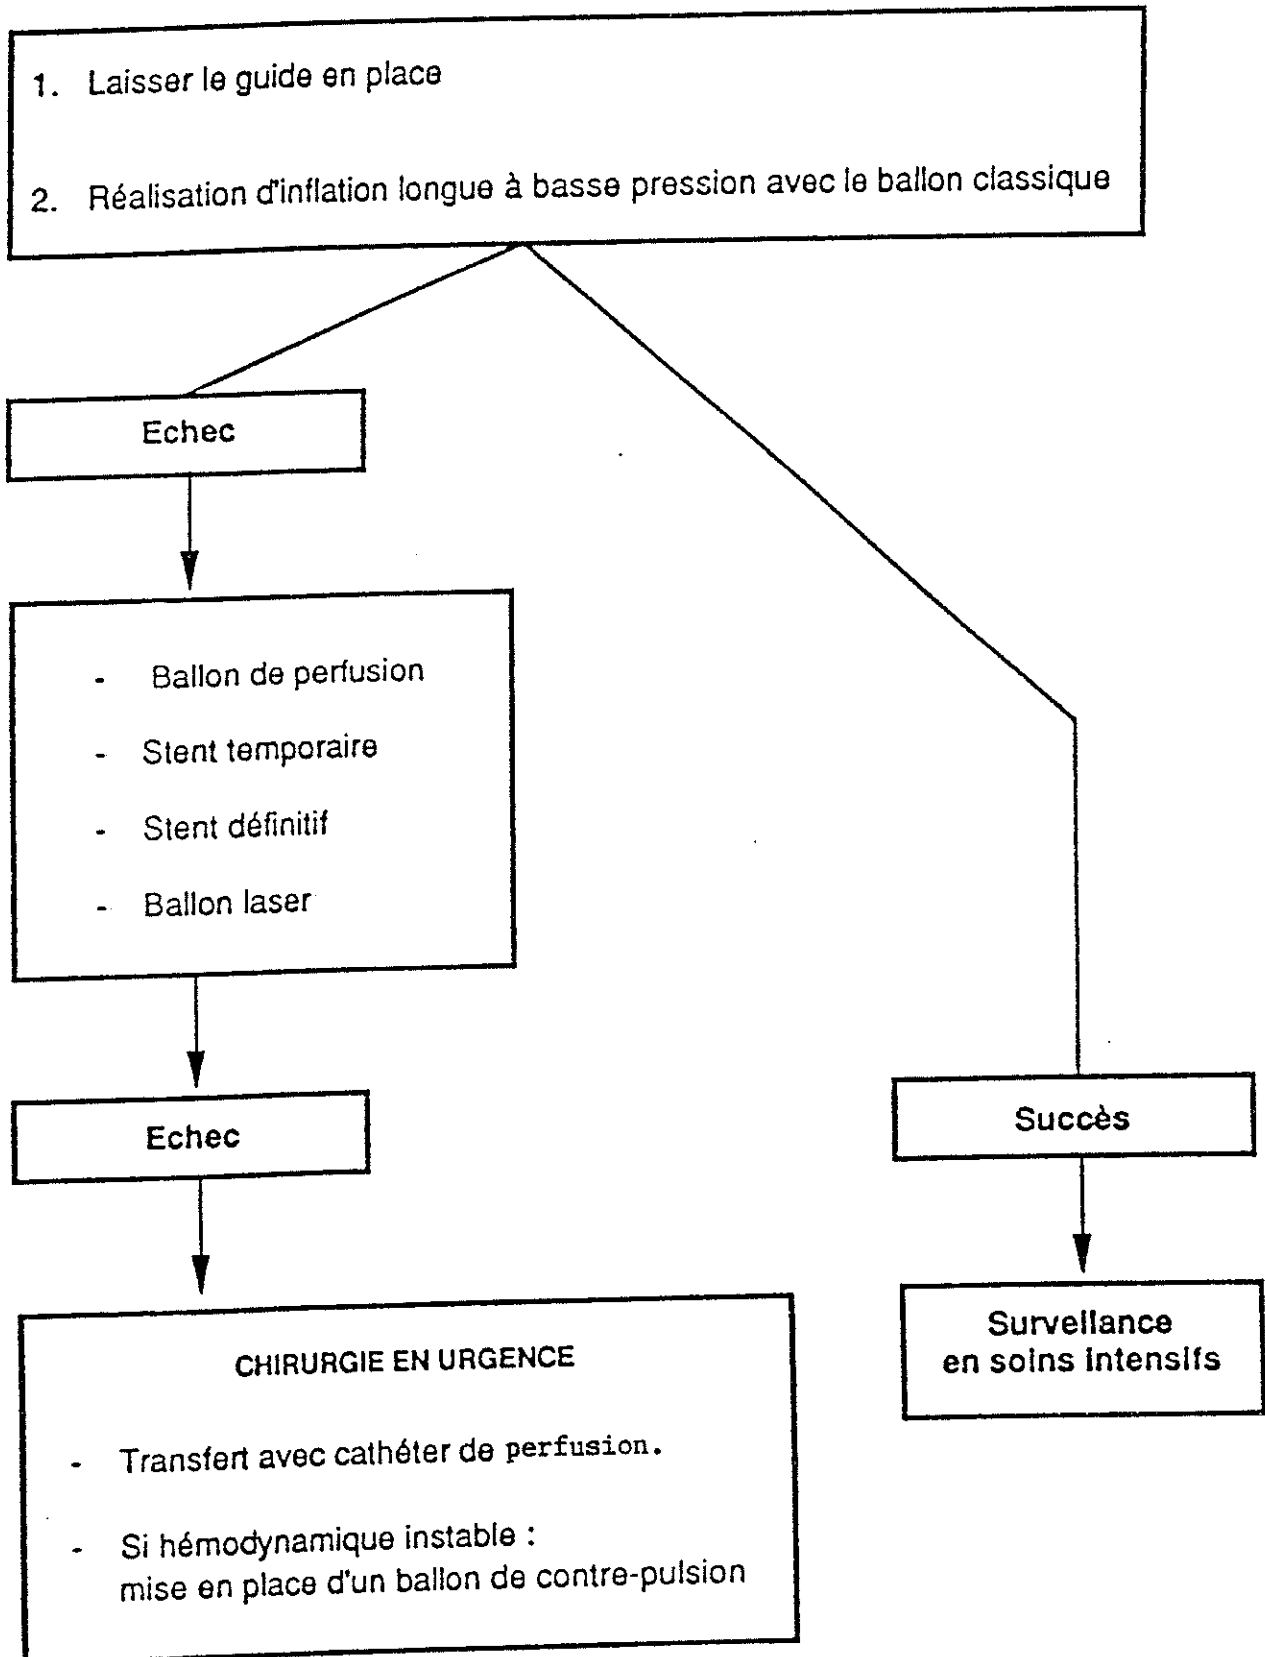 1. Laisser le guide en place
2. Réalisation d'inflation longue à basse pression avec le ballon classique
Echec
- Ballon de perfusion
- Stent temporaire
- Stent définitif
- Ballon laser
Echec
CHIRURGIE EN URGENCE
- Transfert avec cathéter de perfusion.
- Si hémodynamique instable :
mise en place d'un ballon de contre-pulsion
Succès
Survellance
en soins intensifs